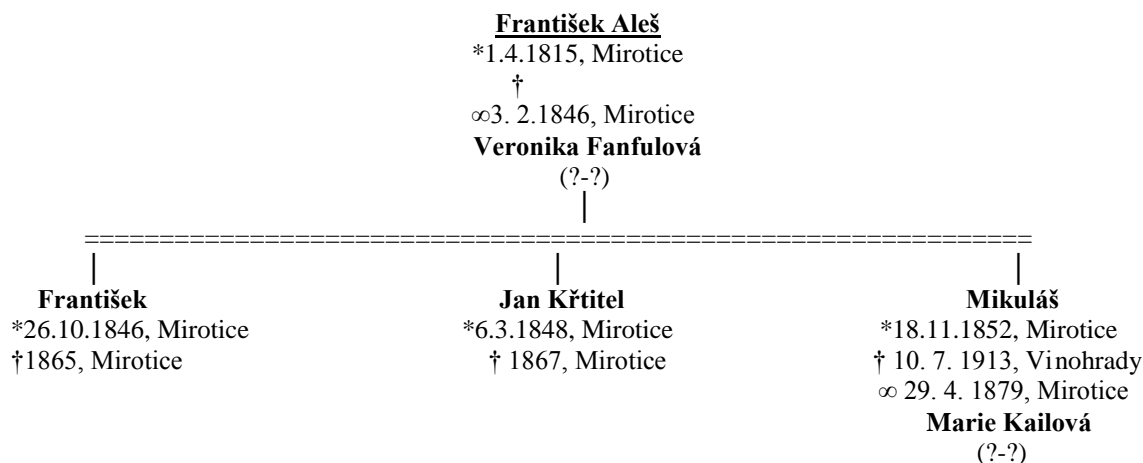 František Aleš
*1.4.1815, Mirotice
†
∞3. 2.1846, Mirotice
Veronika Fanfulová
(?-?)
|
=================================================================
| | |
František Jan Křtitel Mikuláš
*26.10.1846, Mirotice *6.3.1848, Mirotice *18.11.1852, Mirotice
†1865, Mirotice † 1867, Mirotice † 10. 7. 1913, Vinohrady
∞ 29. 4. 1879, Mirotice
Marie Kailová
(?-?)